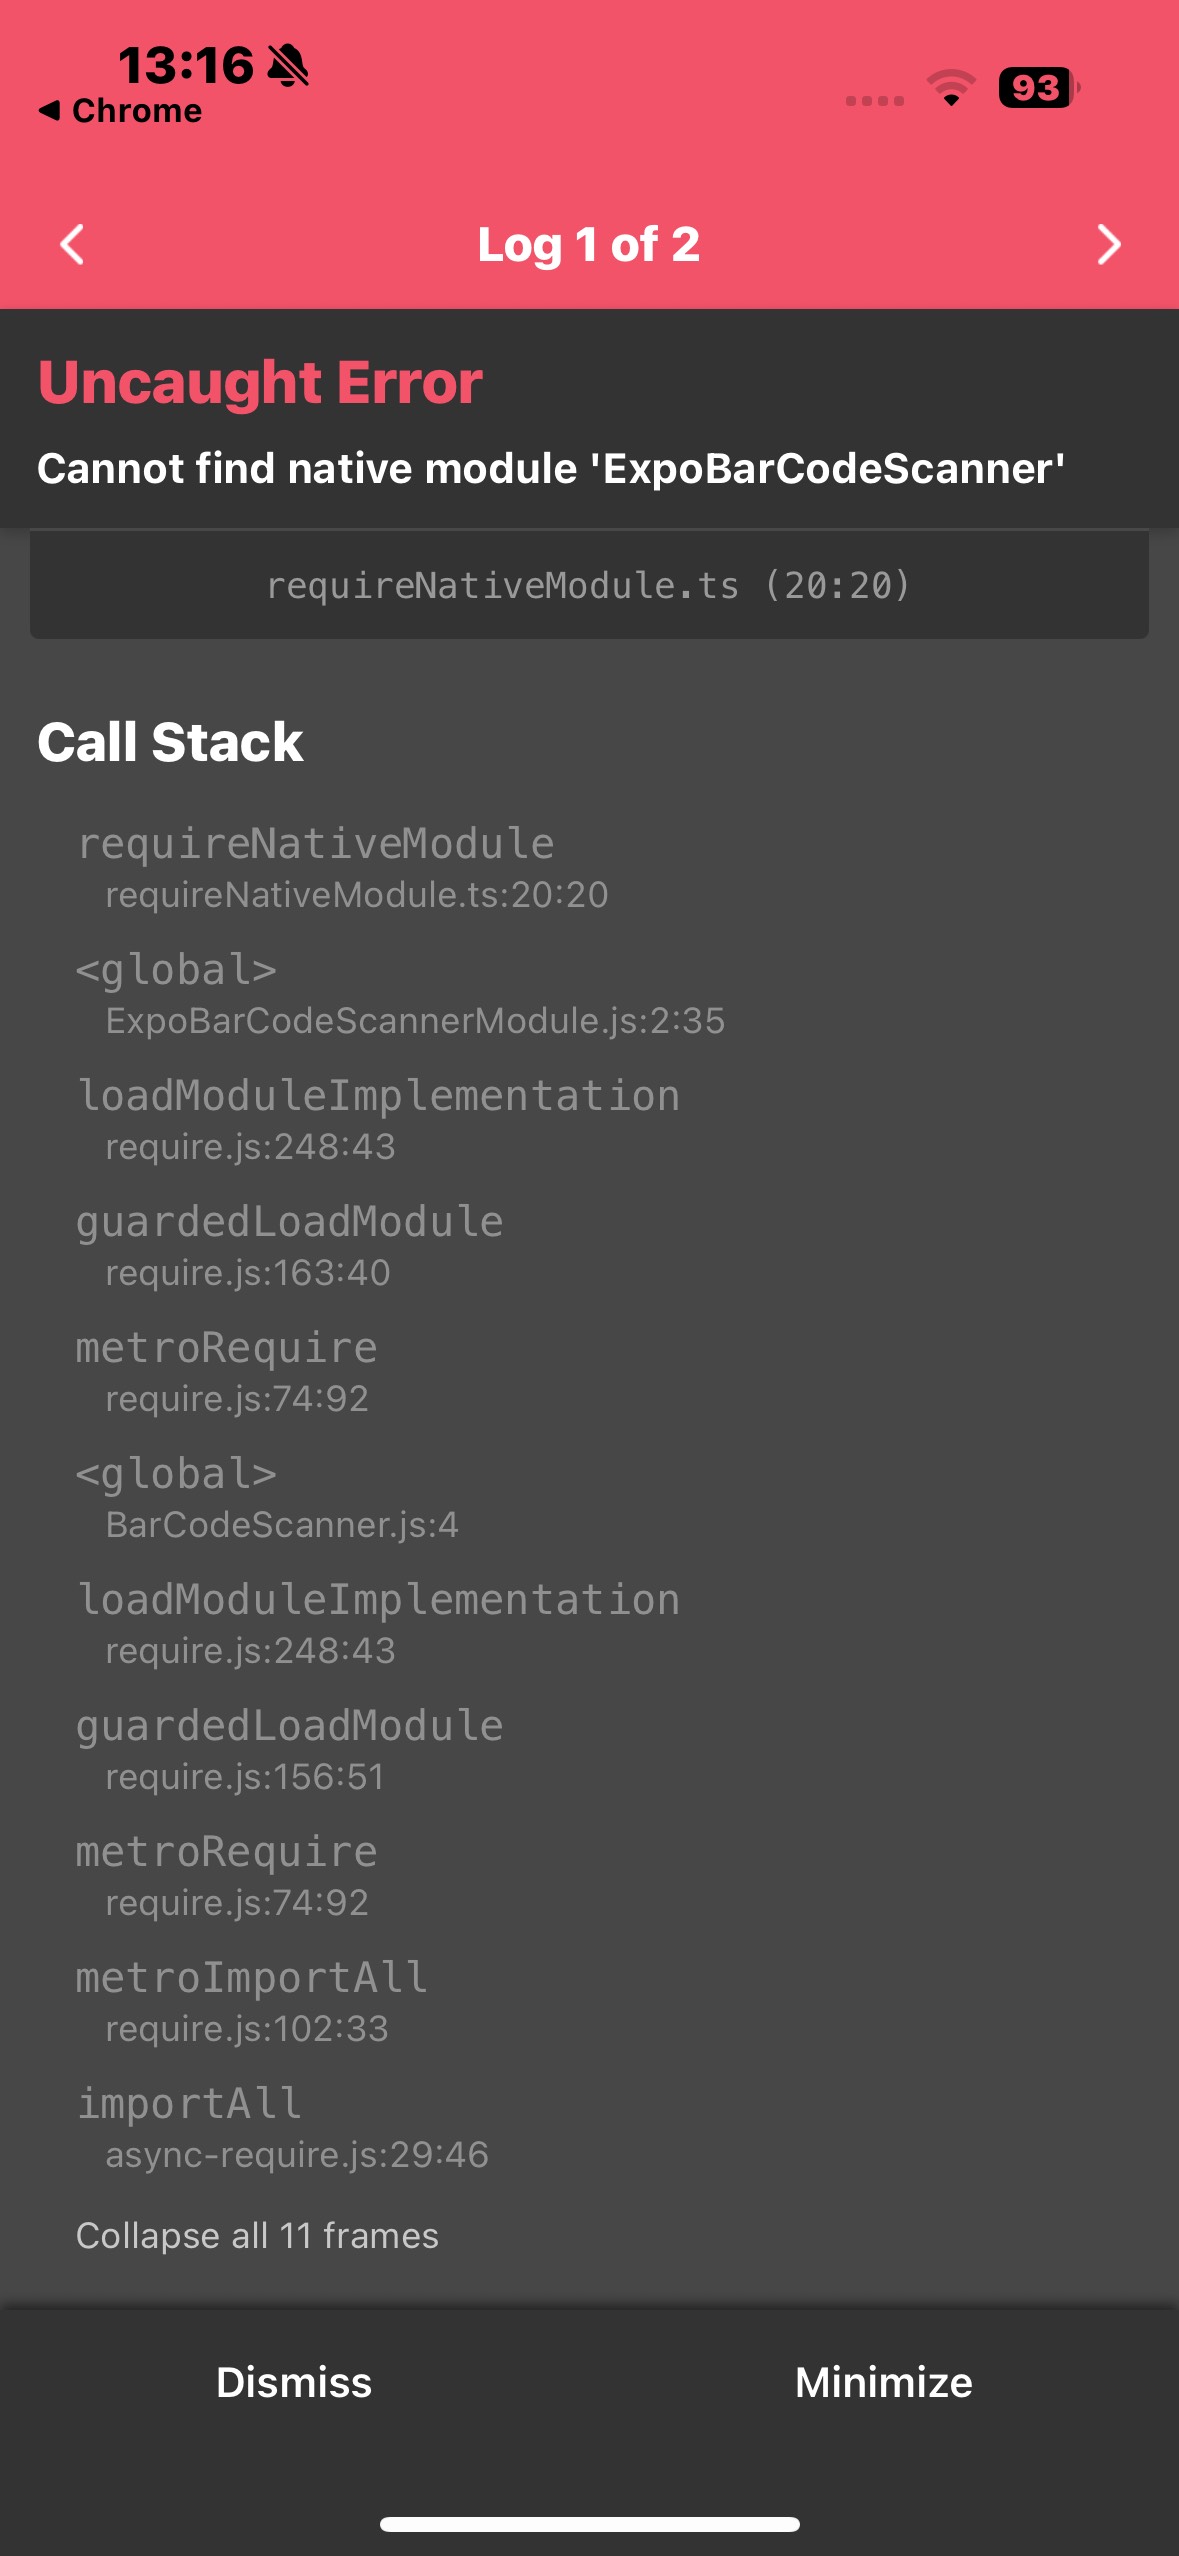 13:16
◀ Chrome
93
Log 1 of 2
Uncaught Error
Cannot find native module 'ExpoBarCodeScanner'
requireNativeModule.ts (20:20)
Call Stack
requireNativeModule
requireNativeModule.ts:20:20
<global>
ExpoBarCodeScannerModule.js:2:35
loadModuleImplementation
require.js:248:43
guardedLoadModule
require.js:163:40
metroRequire
require.js:74:92
<global>
BarCodeScanner.js:4
loadModuleImplementation
require.js:248:43
guardedLoadModule
require.js:156:51
metroRequire
require.js:74:92
metroImportAll
require.js:102:33
importAll
async-require.js:29:46
Collapse all 11 frames
Dismiss
Minimize